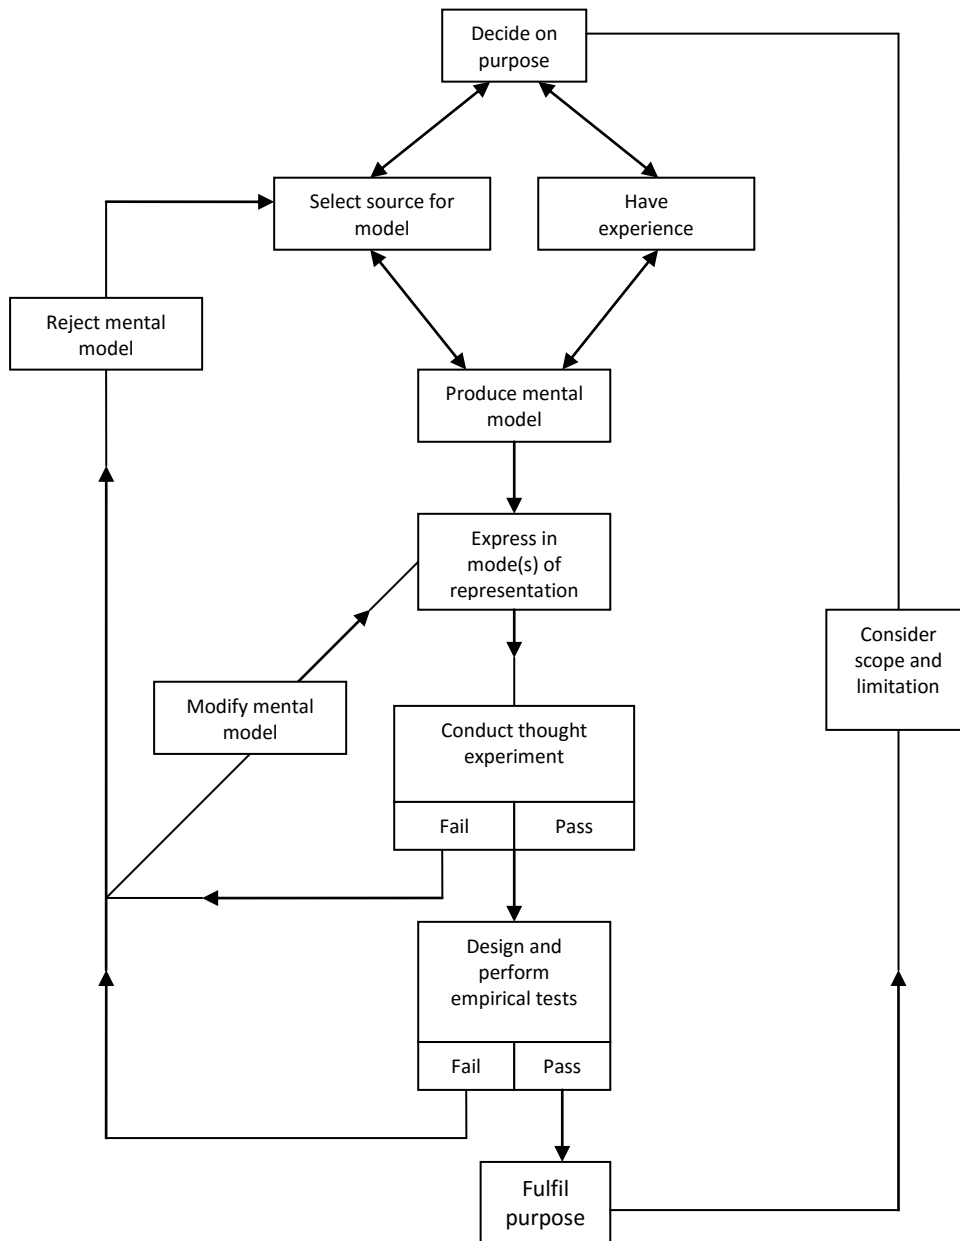 Decide on
purpose
Select source for
model
Have
experience
Reject mental
model
Produce mental
model
Express in
mode(s) of
representation
Consider
scope and
limitation
Modify mental
model
Conduct thought
experiment
Fail
Pass
Design and
perform
empirical tests
Fail
Pass
Fulfil
purpose